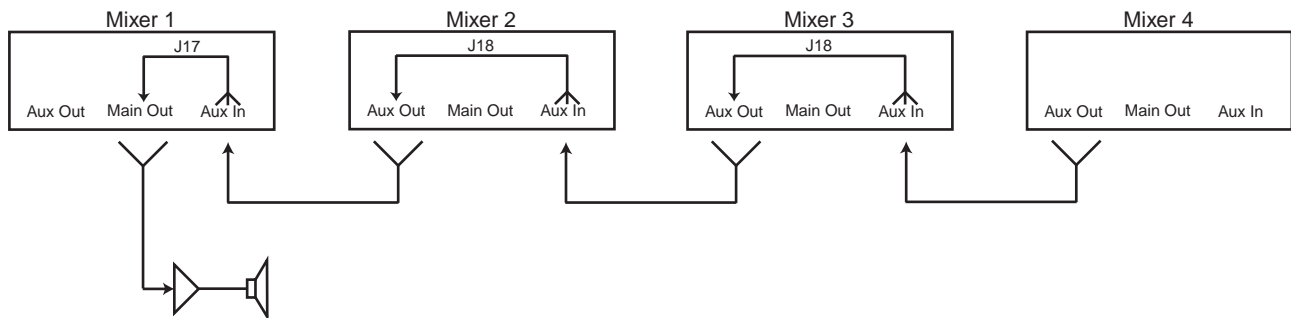 Mixer 1 Mixer 2 Mixer 3 Mixer 4
J17 J18 J18
Aux Out Main Out Aux In Aux Out Main Out Aux In Aux Out Main Out Aux In Aux Out Main Out Aux In